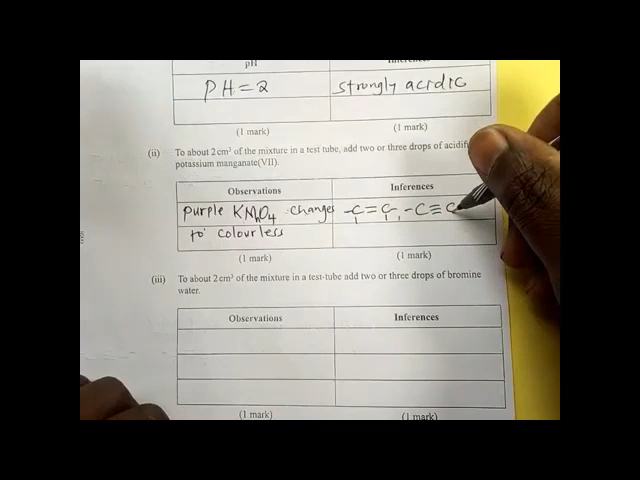 pH Inferences
PH = 2 strongly acidic
(1 mark) (1 mark)
(ii) To about 2 cm³ of the mixture in a test tube, add two or three drops of
potassium manganate(VII).
Observations Inferences
purple KMnO4 changes -C=C, -C≡C
to colourless
(1 mark) (1 mark)
(iii) To about 2 cm³ of the mixture in a test-tube add two or three drops of bromine
water.
Observations Inferences
(1 mark) (1 mark)